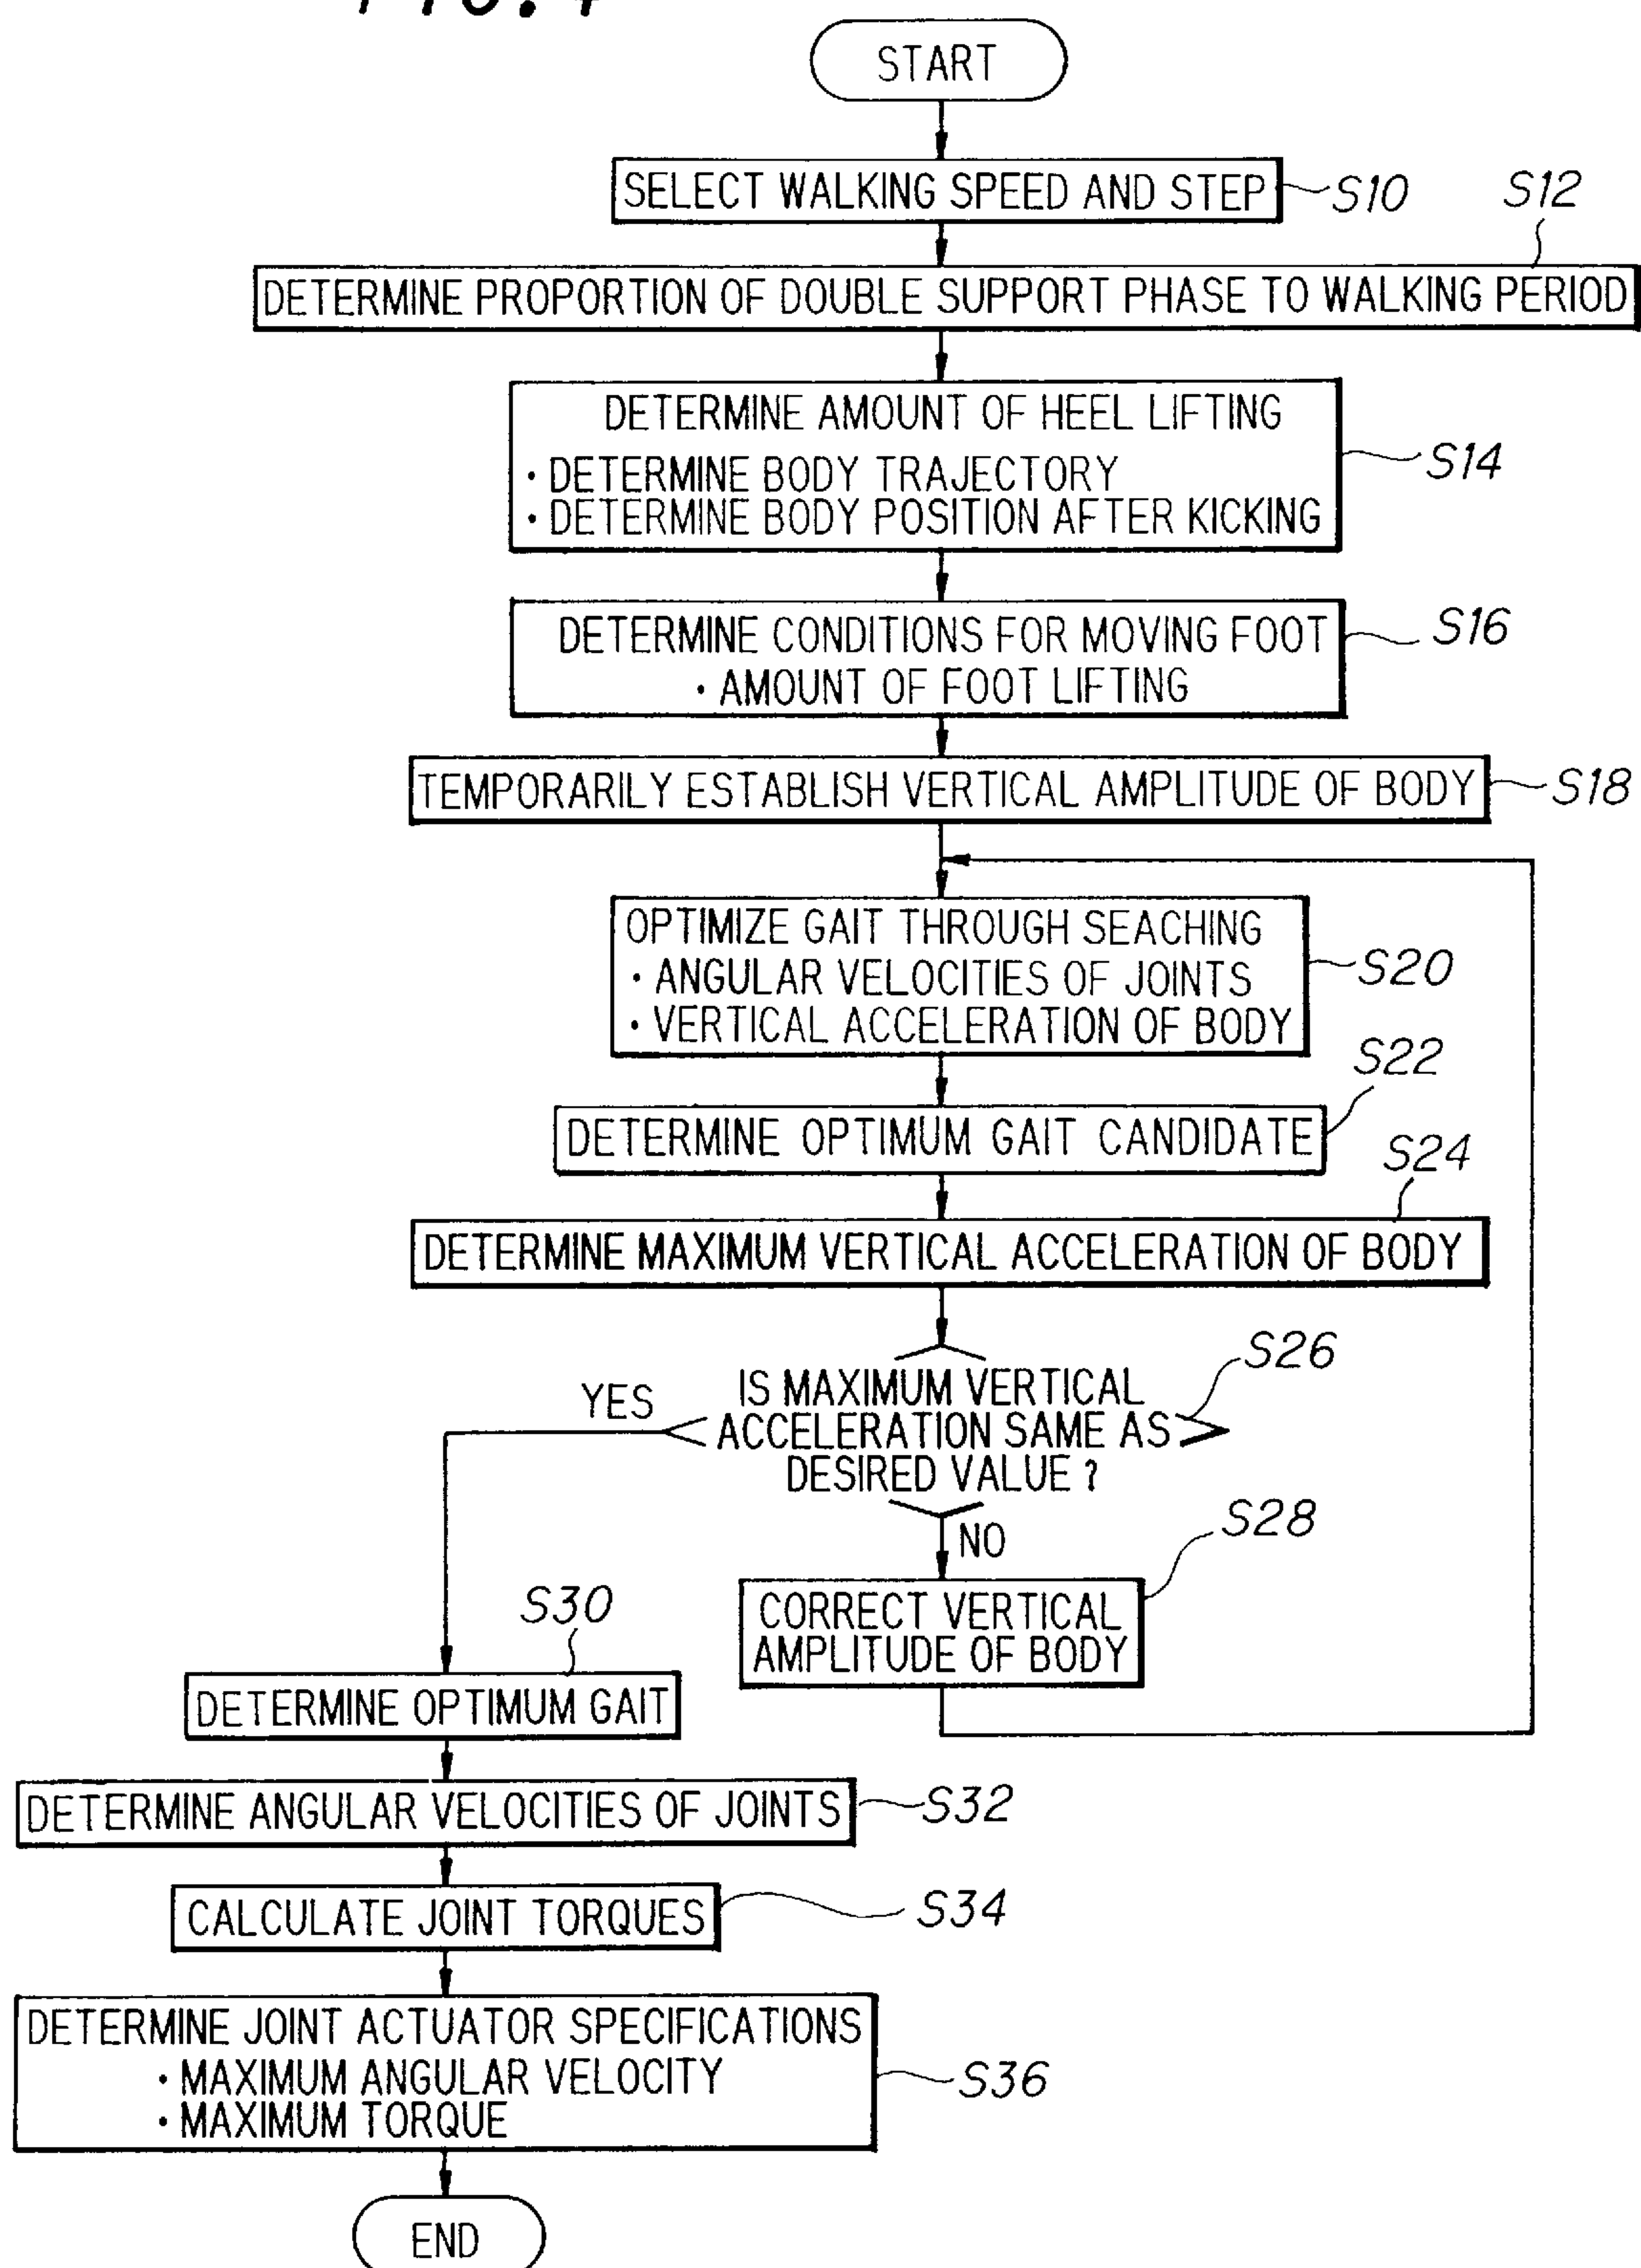 START
SELECT WALKING SPEED AND STEP
S10
S12
DETERMINE PROPORTION OF DOUBLE SUPPORT PHASE TO WALKING PERIOD
DETERMINE AMOUNT OF HEEL LIFTING
· DETERMINE BODY TRAJECTORY
· DETERMINE BODY POSITION AFTER KICKING
S14
DETERMINE CONDITIONS FOR MOVING FOOT
· AMOUNT OF FOOT LIFTING
S16
TEMPORARILY ESTABLISH VERTICAL AMPLITUDE OF BODY
S18
OPTIMIZE GAIT THROUGH SEACHING
· ANGULAR VELOCITIES OF JOINTS
· VERTICAL ACCELERATION OF BODY
S20
S22
DETERMINE OPTIMUM GAIT CANDIDATE
S24
DETERMINE MAXIMUM VERTICAL ACCELERATION OF BODY
S26
IS MAXIMUM VERTICAL
ACCELERATION SAME AS
DESIRED VALUE ?
YES
NO
S28
CORRECT VERTICAL
AMPLITUDE OF BODY
S30
DETERMINE OPTIMUM GAIT
DETERMINE ANGULAR VELOCITIES OF JOINTS
S32
CALCULATE JOINT TORQUES
S34
DETERMINE JOINT ACTUATOR SPECIFICATIONS
· MAXIMUM ANGULAR VELOCITY
· MAXIMUM TORQUE
S36
END